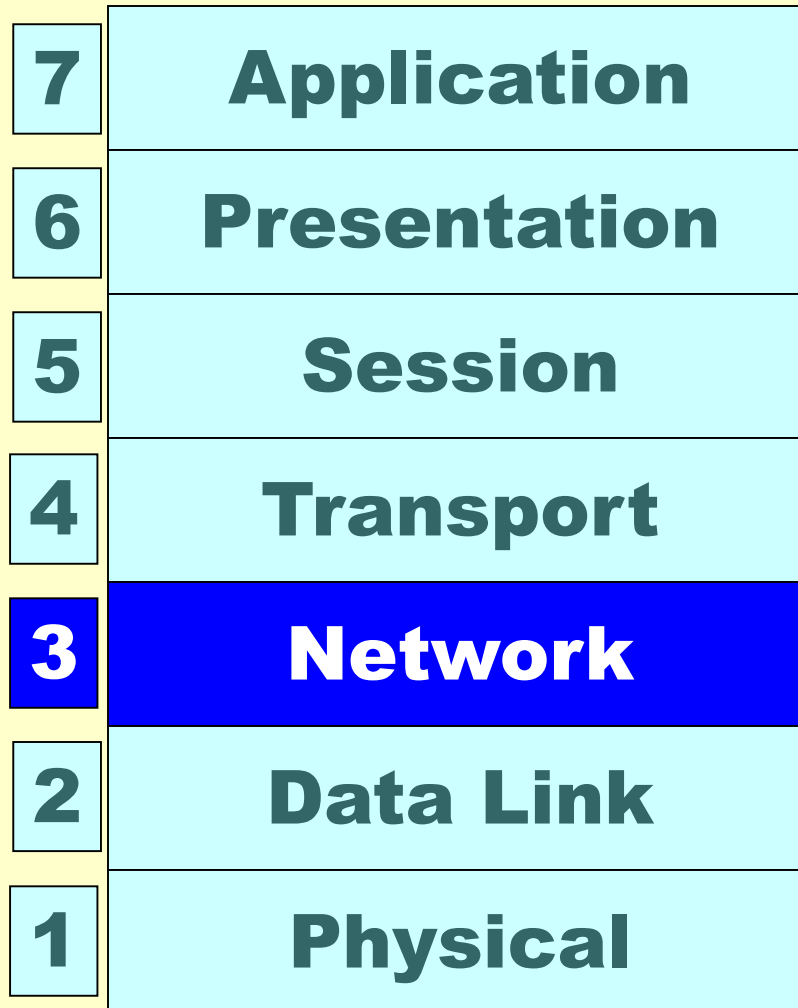 7 Application
6 Presentation
5 Session
4 Transport
3 Network
2 Data Link
1 Physical